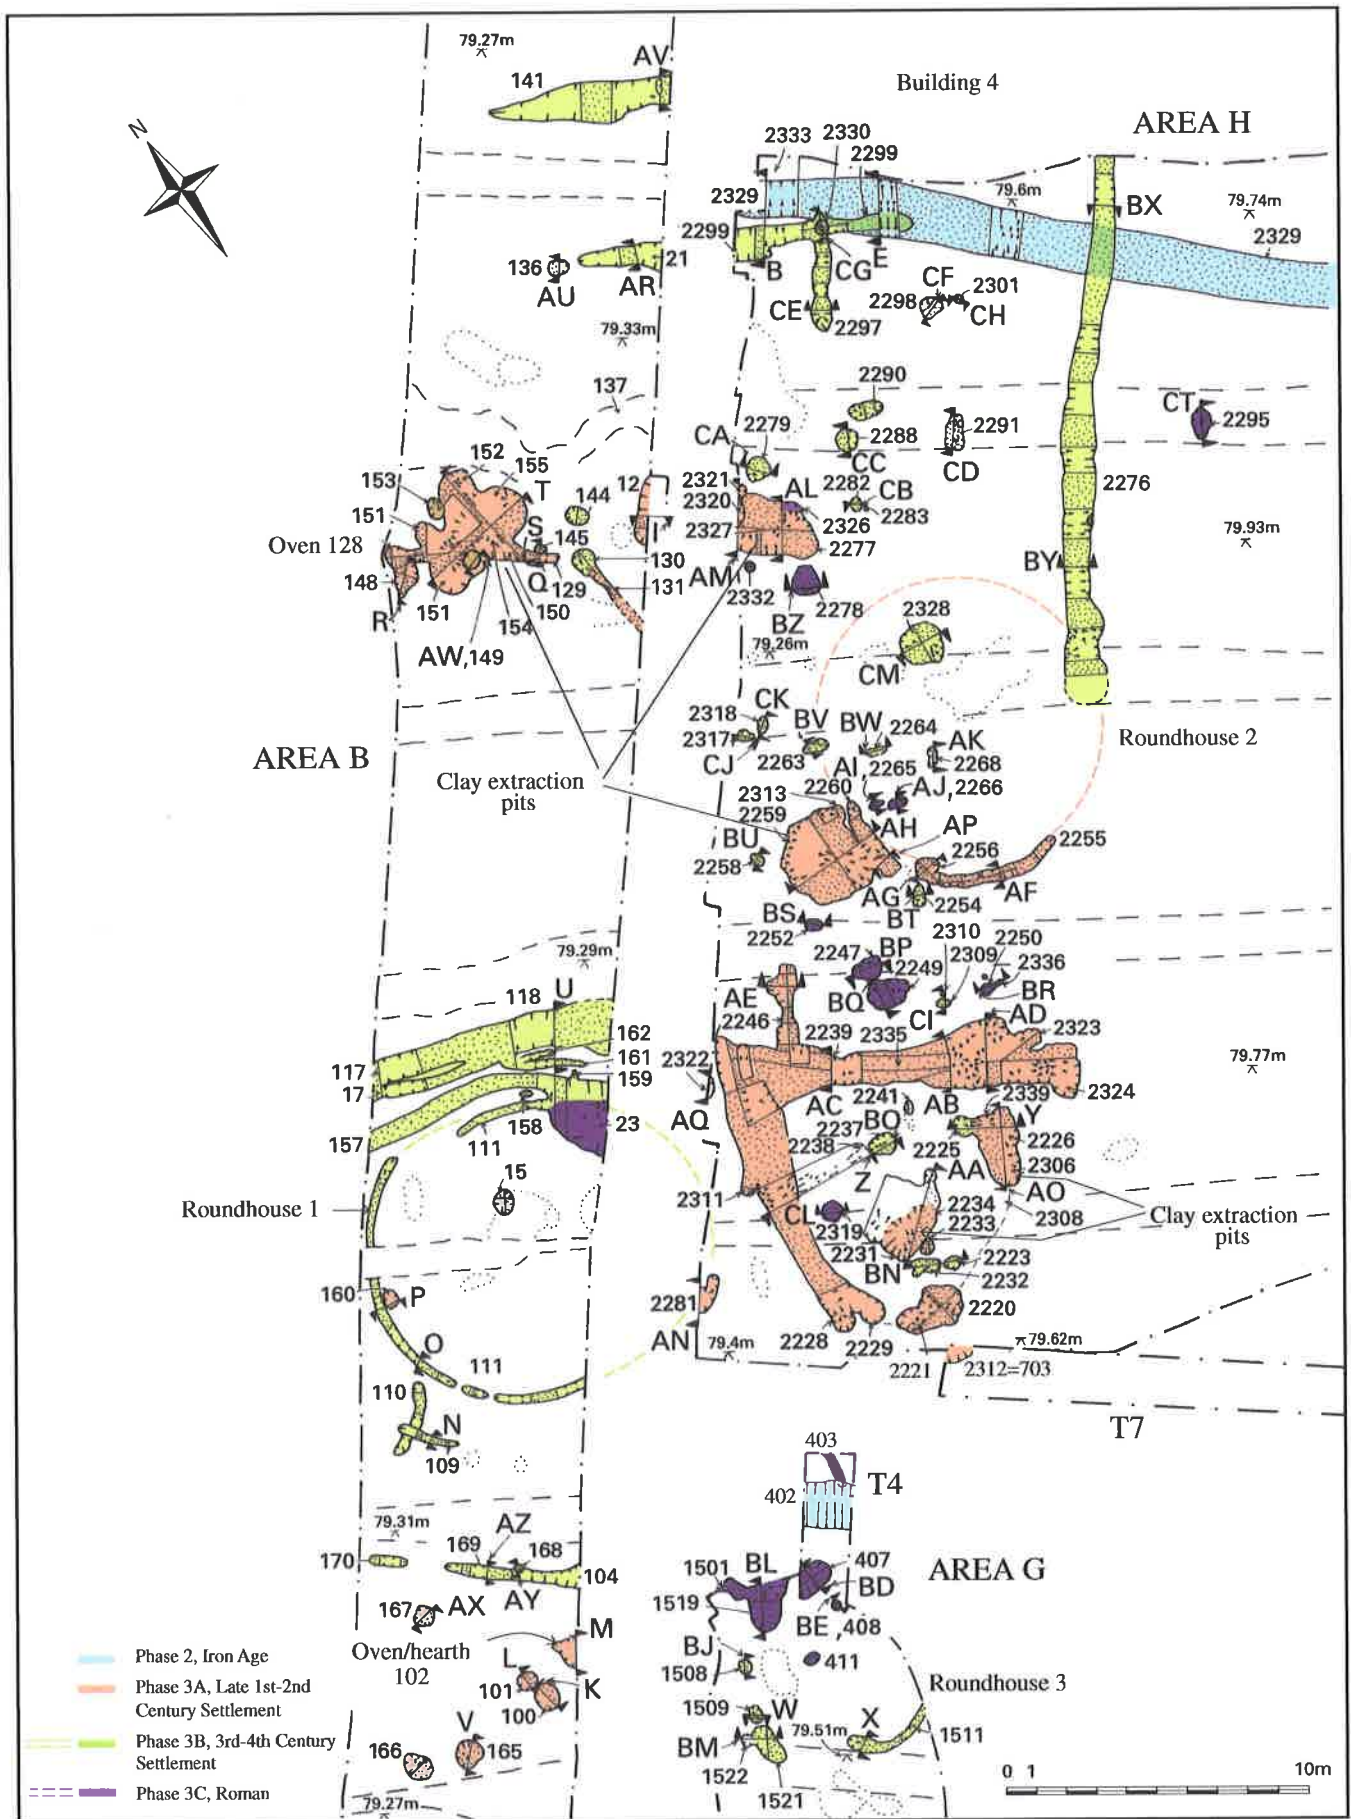 79.27m
AV
141
Building 4
N
AREA H
2333
2330
2299
2329
79.6m
BX
79.74m
2329
2299
B
CG
E
136
AU
AR
21
CF
2301
2298
CH
CE
2297
79.33m
137
2290
CT
2295
2279
CA
2288
2291
CC
CD
152
155
153
T
144
12
2321
2320
AL
2282
CB
2283
2276
151
S
I
2327
2326
79.93m
Oven 128
145
2277
148
130
AM
BY
Q
129
131
2332
2278
R
151
150
BZ
2328
154
79.26m
AW,149
CM
CK
2318
BV
BW
2264
2317
AK
Roundhouse 2
CJ
2263
2268
AREA B
AI, 2265
Clay extraction
pits
2260
AJ, 2266
2313
2259
AH
AP
BU
2256
2255
2258
AG
AF
BS
BT
2254
2252
2310
2250
79.29m
2247
BP
2309
2336
2249
U
BQ
BR
118
AE
CI
AD
162
2246
2239
2335
2323
161
2322
79.77m
117
159
17
2324
AC
AB
2339
2241
Y
158
23
AQ
BO
157
111
2237
2225
2226
2238
15
AA
2306
Z
AO
Roundhouse 1
2311
2234
2308
CL
2233
Clay extraction
pits
2319
2231
2223
BN
2232
160
P
2281
2220
O
AN
79.4m
79.62m
111
2228
2229
2221
2312=703
110
N
T7
109
403
402
T4
79.31m
AZ
169
168
170
104
BL
407
AREA G
1501
BD
167
AX
AY
1519
BE ,408
M
Oven/hearth
102
BJ
1508
411
Phase 2, Iron Age
L
K
Roundhouse 3
Phase 3A, Late 1st-2nd
Century Settlement
101
100
1509
W
X
V
79.51m
1511
Phase 3B, 3rd-4th Century
Settlement
166
165
BM
1522
0 1 10m
Phase 3C, Roman
1521
79.27m